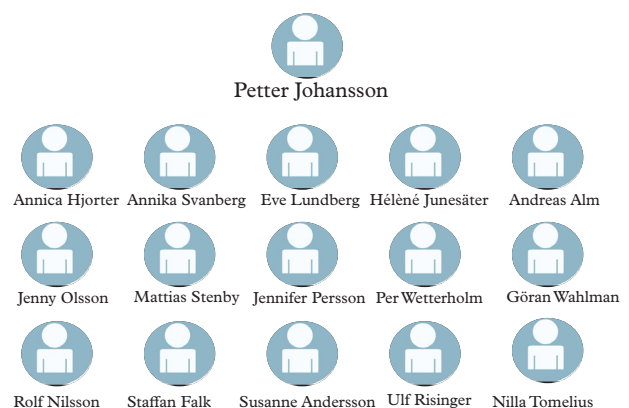 Petter Johansson
Annica Hjorter Annika Svanberg Eve Lundberg Hélèné Junesäter Andreas Alm
Jenny Olsson Mattias Stenby Jennifer Persson Per Wetterholm Göran Wahlman
Rolf Nilsson Staffan Falk Susanne Andersson Ulf Risinger Nilla Tomelius